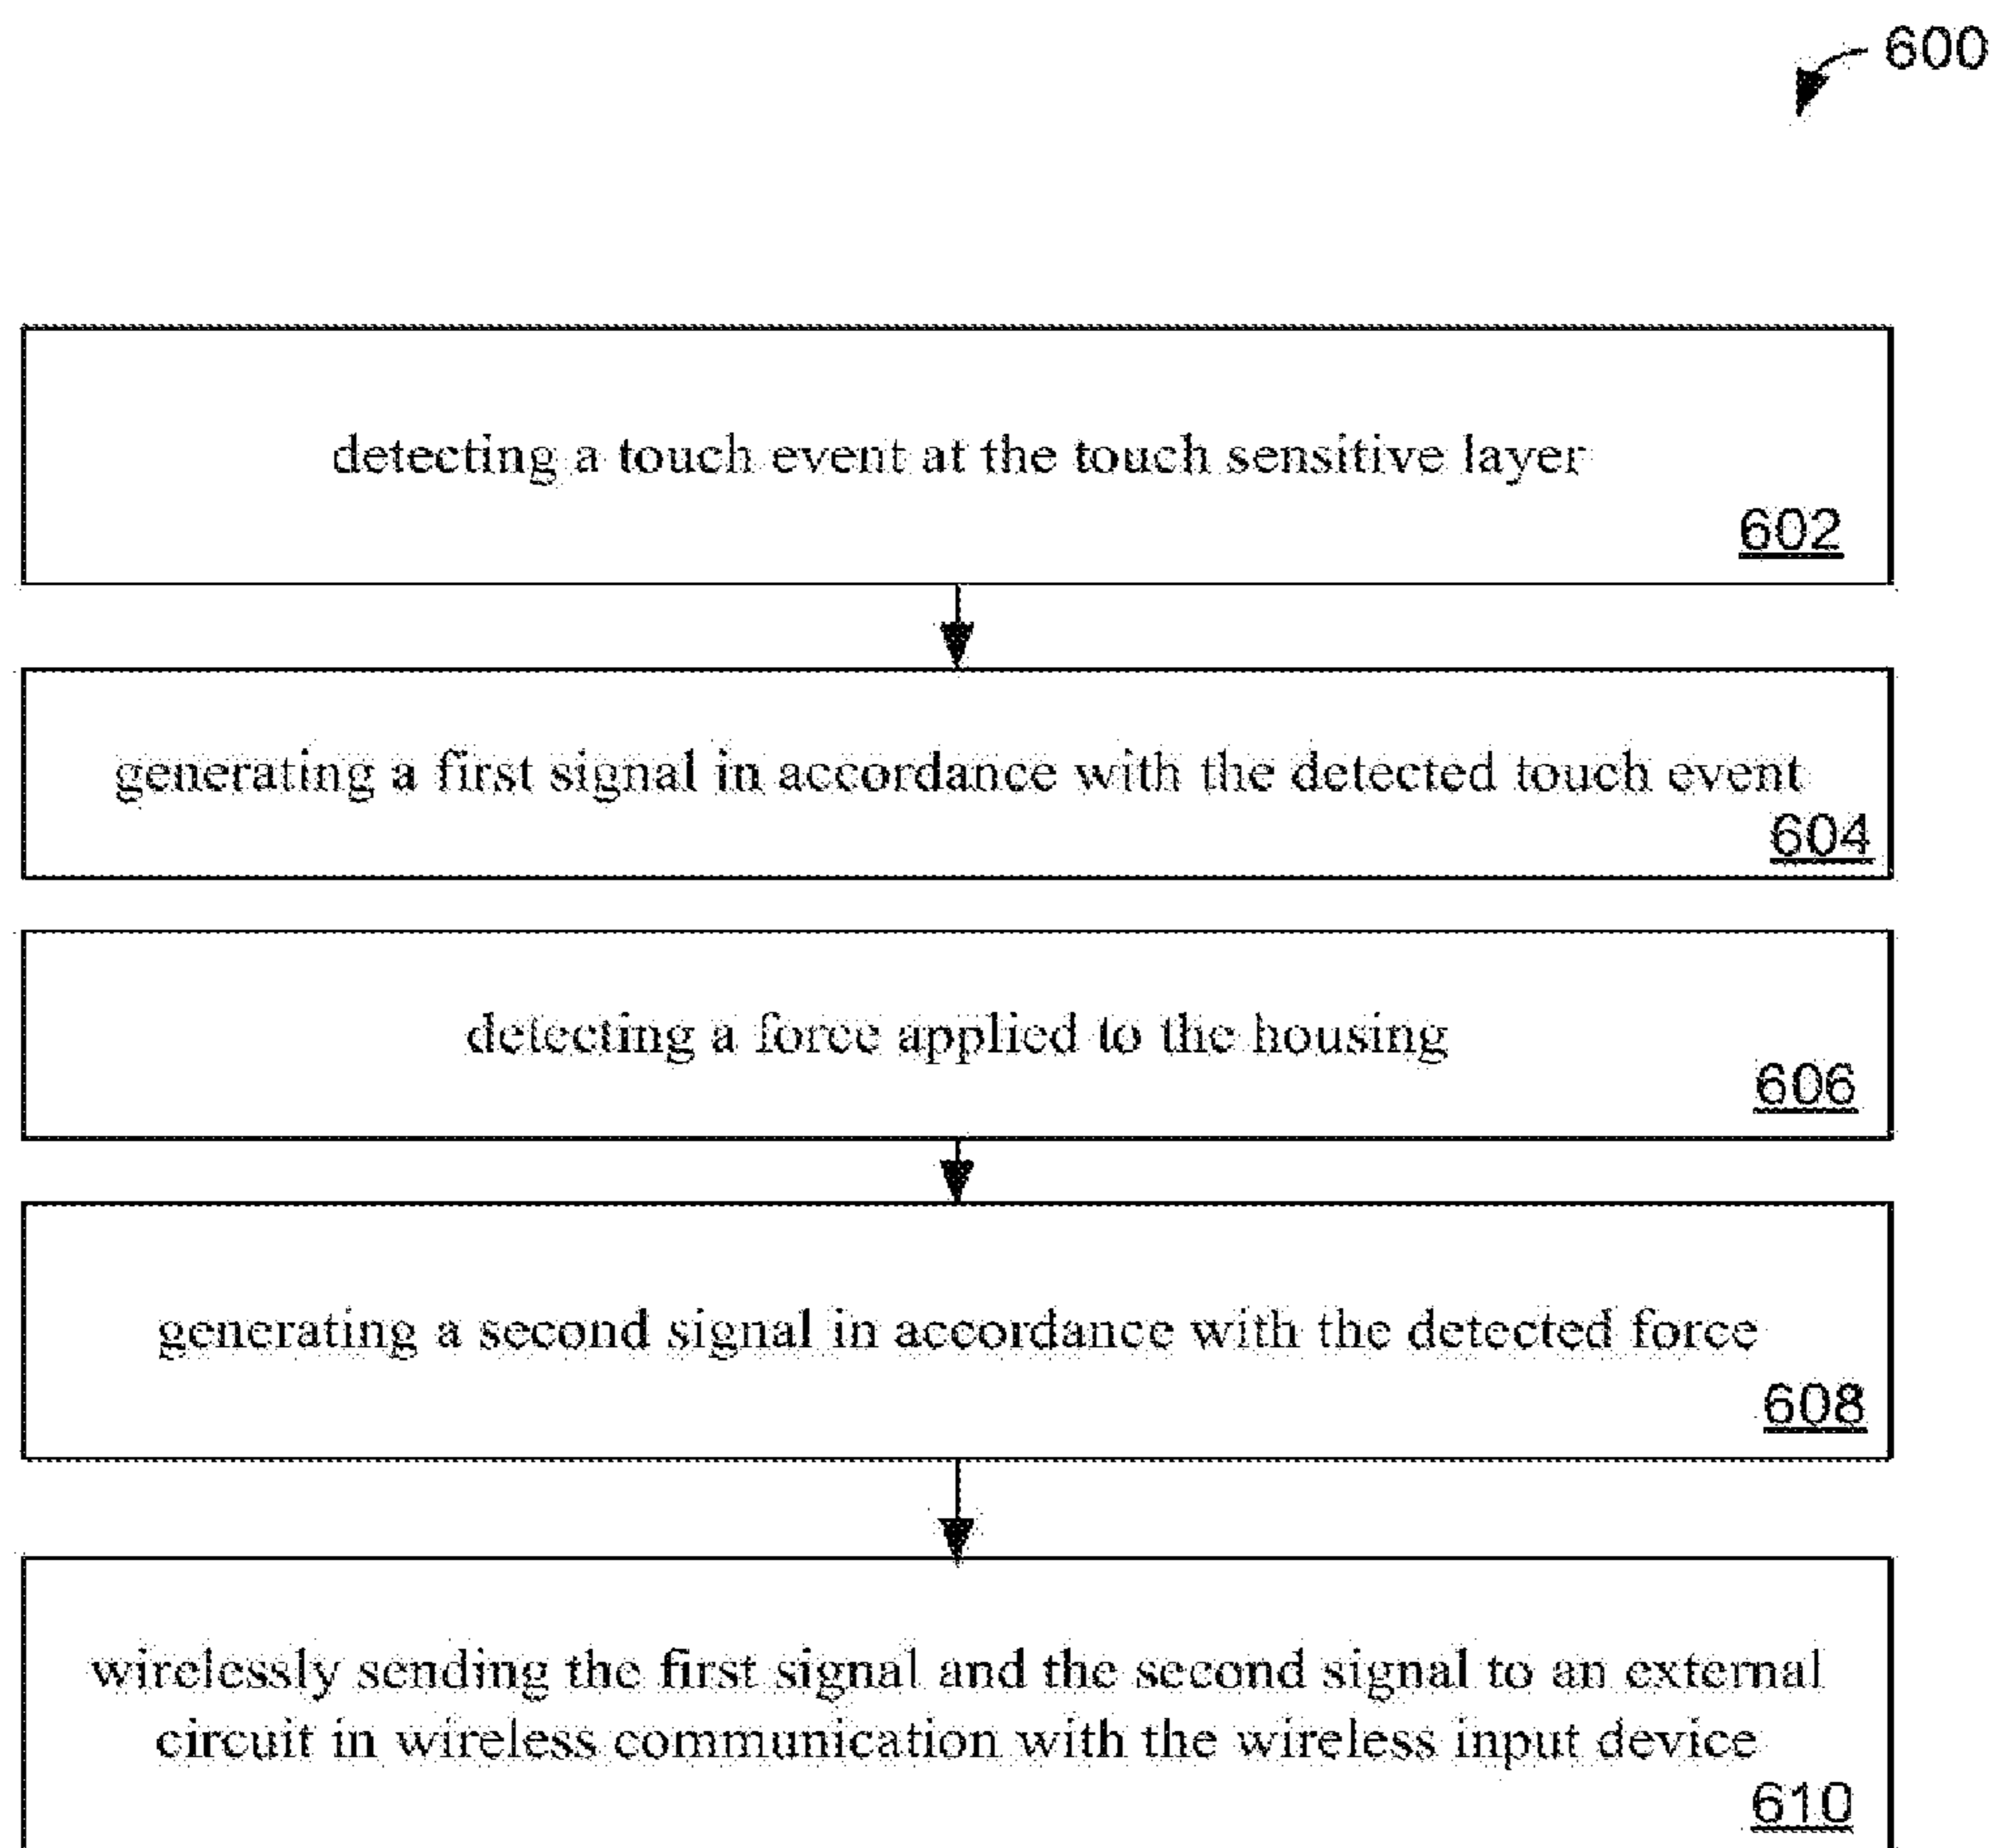 600
detecting a touch event at the touch sensitive layer
602
generating a first signal in accordance with the detected touch event
604
detecting a force applied to the housing
606
generating a second signal in accordance with the detected force
608
wirelessly sending the first signal and the second signal to an external
circuit in wireless communication with the wireless input device
610